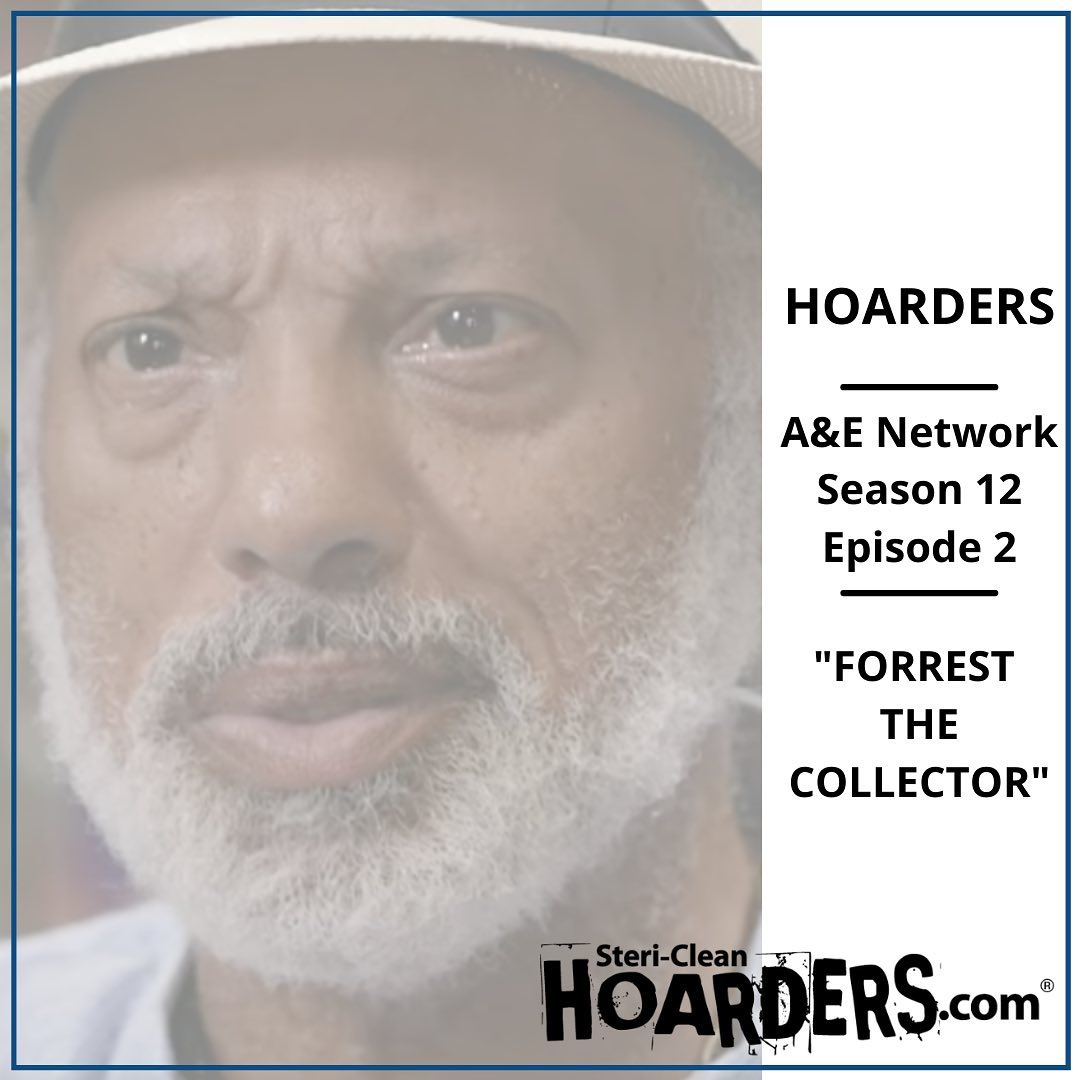 HOARDERS
A&E Network
Season 12
Episode 2
"FORREST
THE
COLLECTOR"
Steri-Clean
HOARDERS.com®